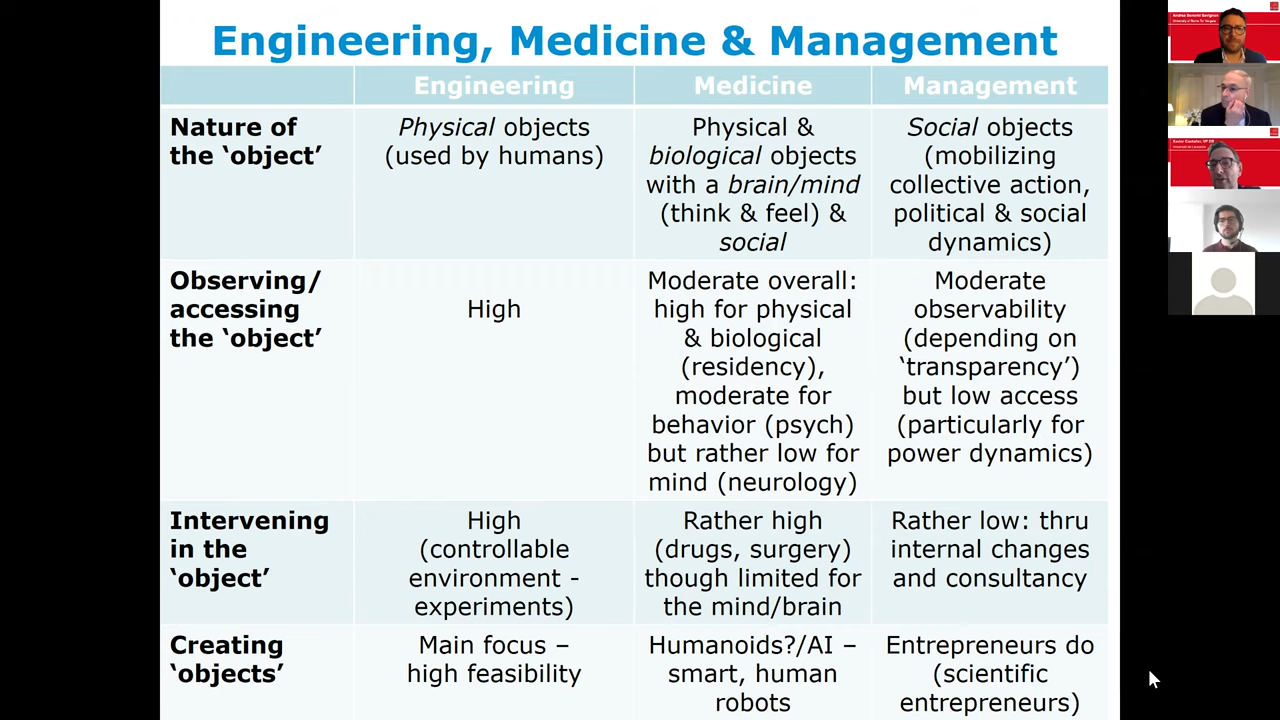 Engineering, Medicine & Management
Engineering
Medicine
Management
Nature of
the ‘object’
Physical objects
(used by humans)
Physical &
biological objects
with a brain/mind
(think & feel) &
social
Social objects
(mobilizing
collective action,
political & social
dynamics)
Observing/
accessing
the ‘object’
High
Moderate overall:
high for physical
& biological
(residency),
moderate for
behavior (psych)
but rather low for
mind (neurology)
Moderate
observability
(depending on
‘transparency’)
but low access
(particularly for
power dynamics)
Intervening
in the
‘object’
High
(controllable
environment -
experiments)
Rather high
(drugs, surgery)
though limited for
the mind/brain
Rather low: thru
internal changes
and consultancy
Creating
‘objects’
Main focus –
high feasibility
Humanoids?/AI –
smart, human
robots
Entrepreneurs do
(scientific
entrepreneurs)